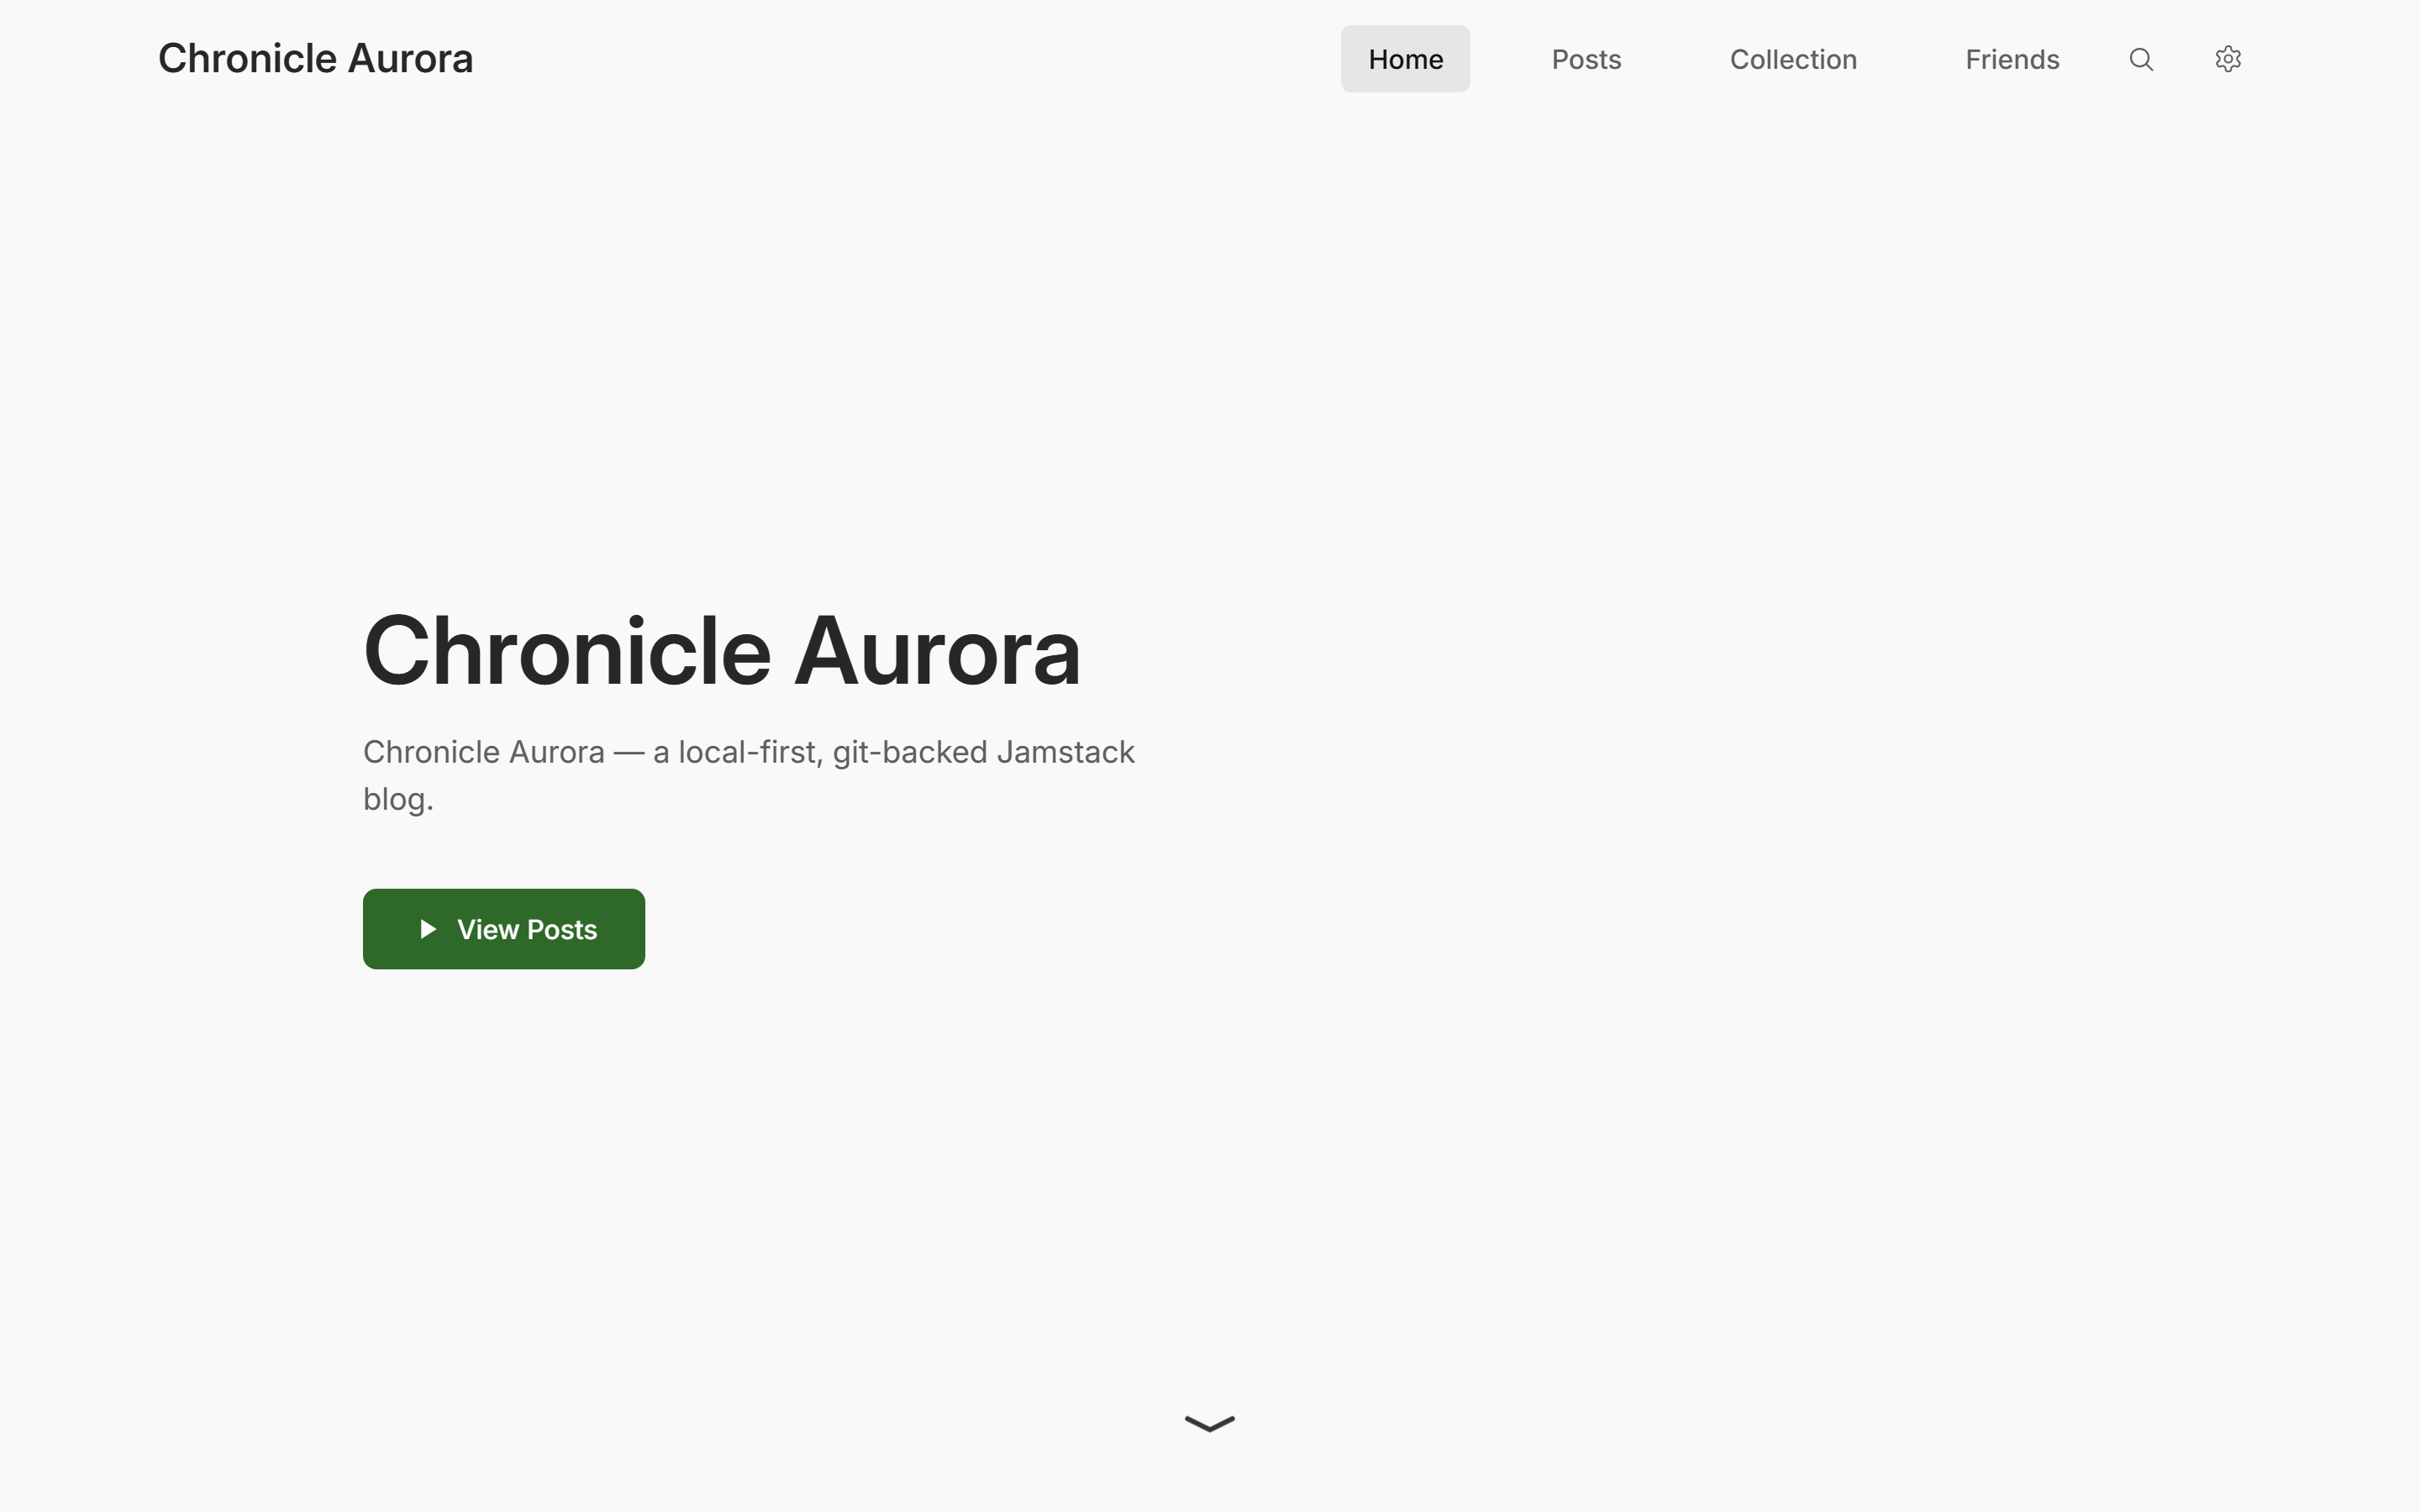 Chronicle Aurora
Home
Posts
Collection
Friends
Chronicle Aurora
Chronicle Aurora — a local-first, git-backed Jamstack
blog.
View Posts